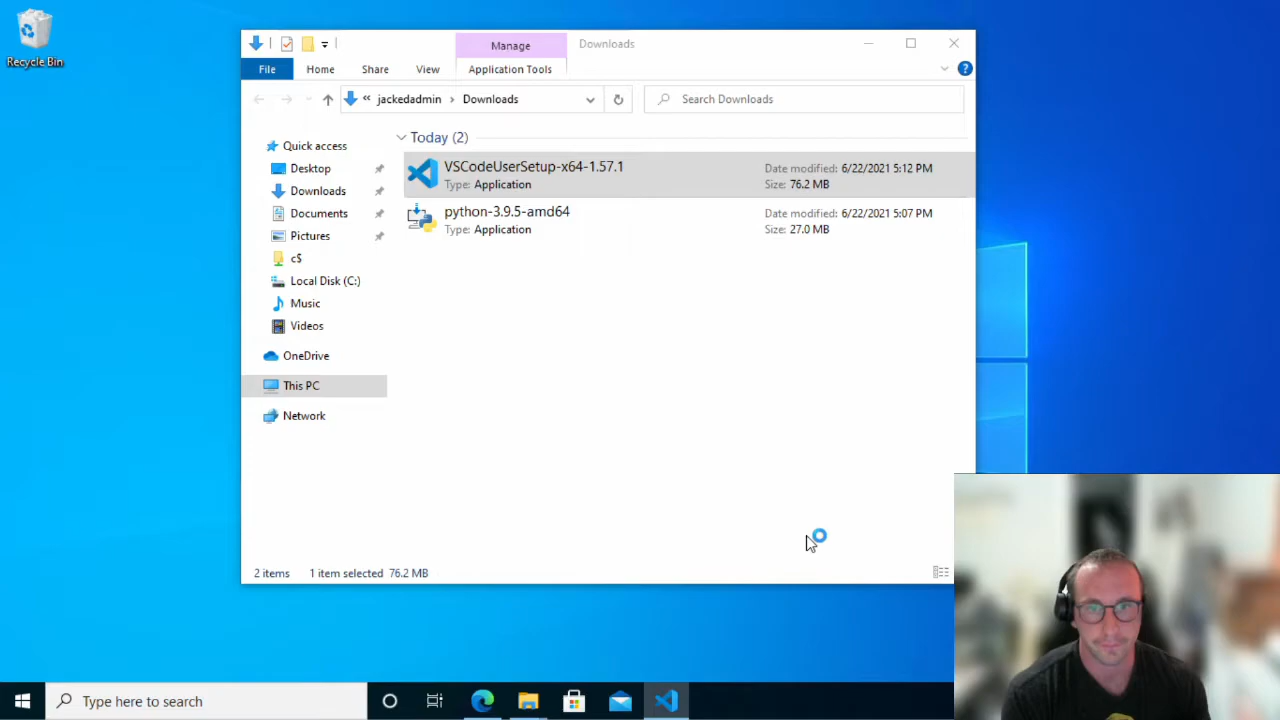 Recycle Bin
Manage
Downloads
File
Home
Share
View
Application Tools
« jackedadmin › Downloads
Search Downloads
Quick access
Desktop
Downloads
Documents
Pictures
c$
Local Disk (C:)
Music
Videos
OneDrive
This PC
Network
Today (2)
VSCodeUserSetup-x64-1.57.1
Type: Application
Date modified: 6/22/2021 5:12 PM
Size: 76.2 MB
python-3.9.5-amd64
Type: Application
Date modified: 6/22/2021 5:07 PM
Size: 27.0 MB
2 items
1 item selected 76.2 MB
Type here to search